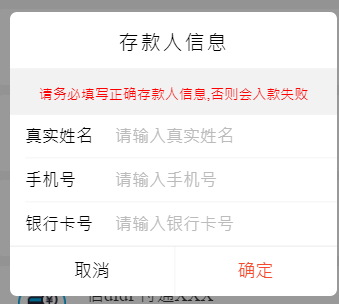 存款人信息
请务必填写正确存款人信息,否则会入款失败
真实姓名 请输入真实姓名
手机号 请输入手机号
银行卡号 请输入银行卡号
取消 确定